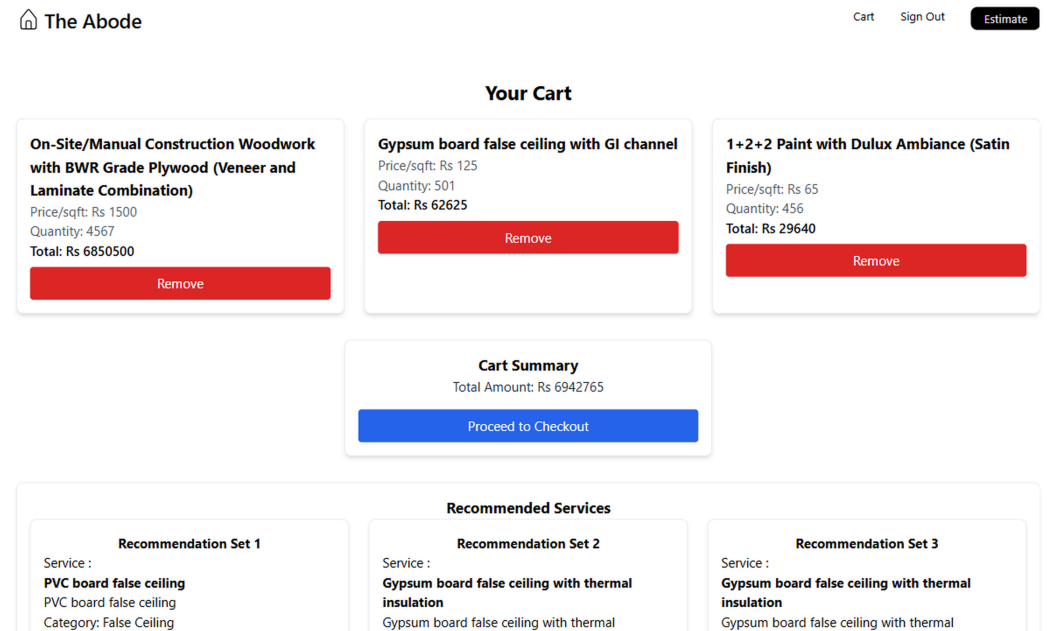 The Abode
Cart
Sign Out
Estimate
Your Cart
On-Site/Manual Construction Woodwork
with BWR Grade Plywood (Veneer and
Laminate Combination)
Price/sqft: Rs 1500
Quantity: 4567
Total: Rs 6850500
Remove
Gypsum board false ceiling with GI channel
Price/sqft: Rs 125
Quantity: 501
Total: Rs 62625
Remove
1+2+2 Paint with Dulux Ambiance (Satin
Finish)
Price/sqft: Rs 65
Quantity: 456
Total: Rs 29640
Remove
Cart Summary
Total Amount: Rs 6942765
Proceed to Checkout
Recommended Services
Recommendation Set 1
Service :
PVC board false ceiling
PVC board false ceiling
Category: False Ceiling
Recommendation Set 2
Service :
Gypsum board false ceiling with thermal
insulation
Gypsum board false ceiling with thermal
Recommendation Set 3
Service :
Gypsum board false ceiling with thermal
insulation
Gypsum board false ceiling with thermal